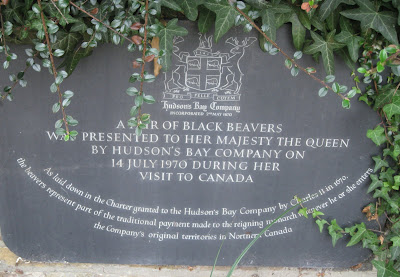 PRO PELLE CUTEM
Hudson's Bay Company
INCORPORATED 2ND MAY 1670
A PAIR OF BLACK BEAVERS
WAS PRESENTED TO HER MAJESTY THE QUEEN
BY HUDSON'S BAY COMPANY ON
14 JULY 1970 DURING HER
VISIT TO CANADA
As laid down in the Charter granted to the Hudson's Bay Company by Charles II in 1670,
the beavers represent part of the traditional payment made to the reigning monarch whenever he or she enters
the Company's original territories in Northern Canada